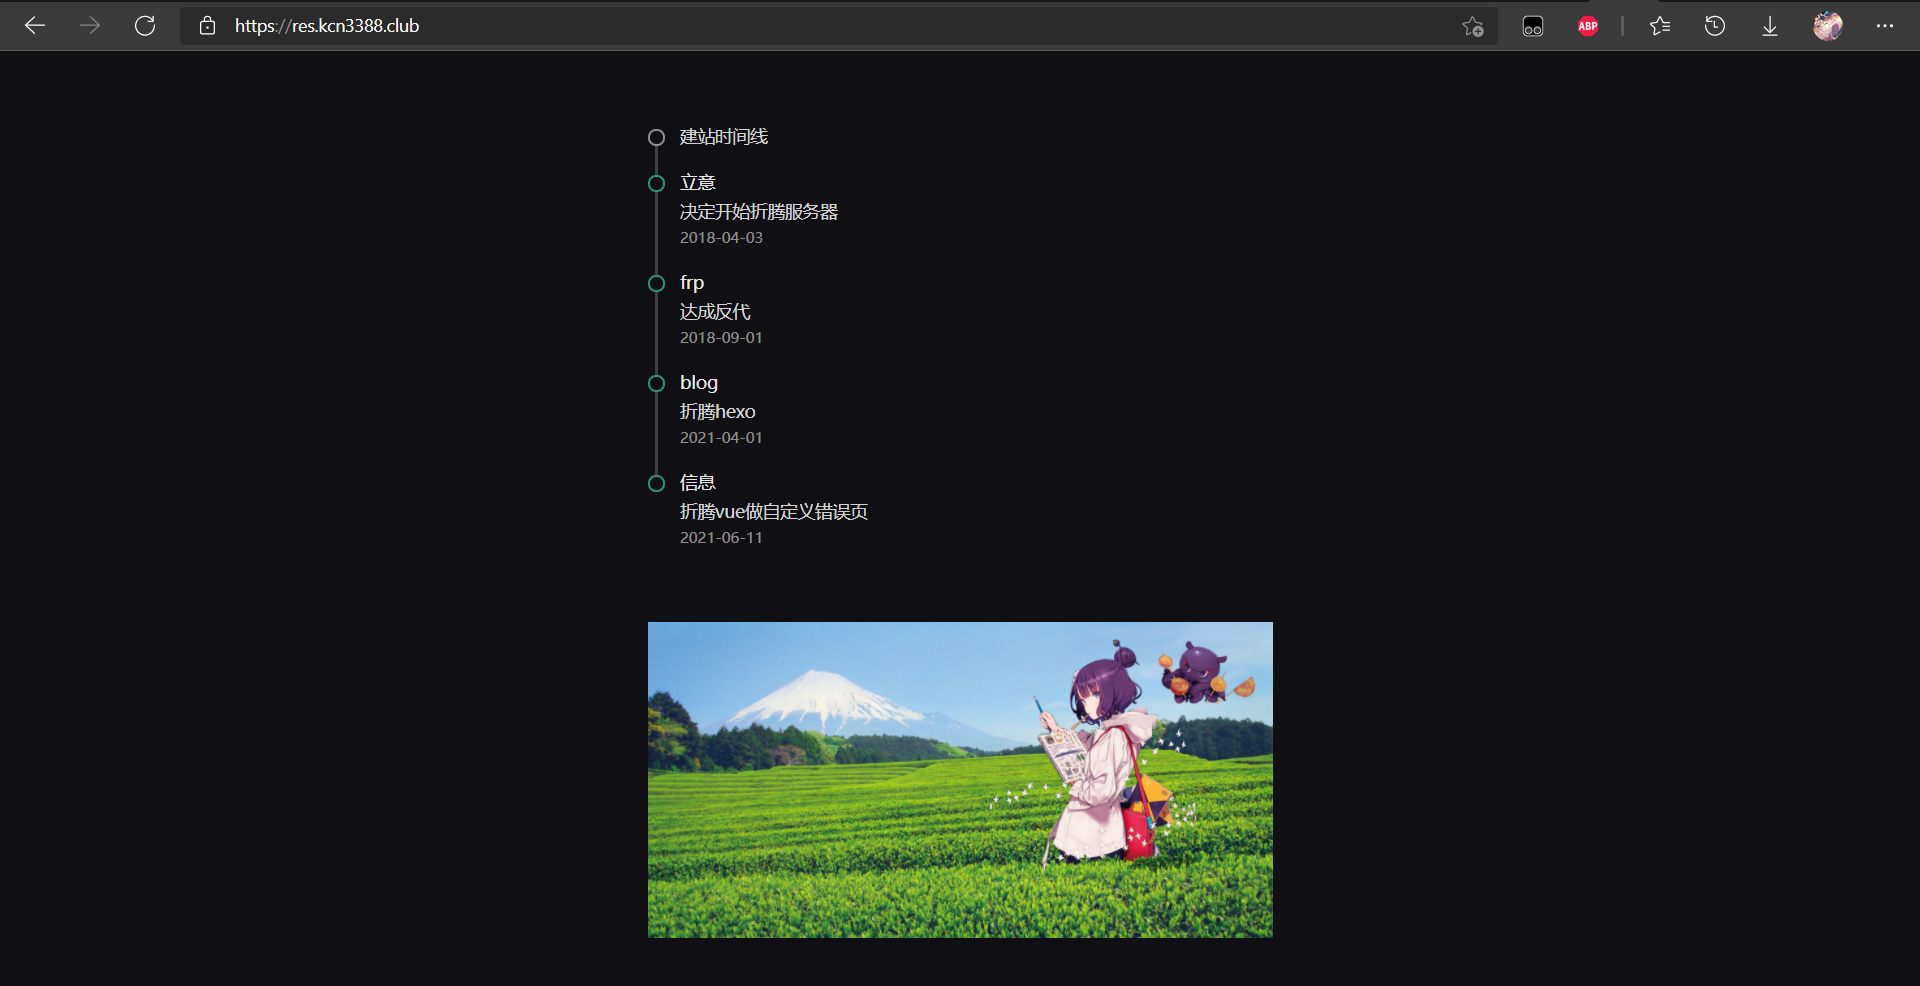 https://res.kcn3388.club
ABP
建站时间线
立意
决定开始折腾服务器
2018-04-03
frp
达成反代
2018-09-01
blog
折腾hexo
2021-04-01
信息
折腾vue做自定义错误页
2021-06-11